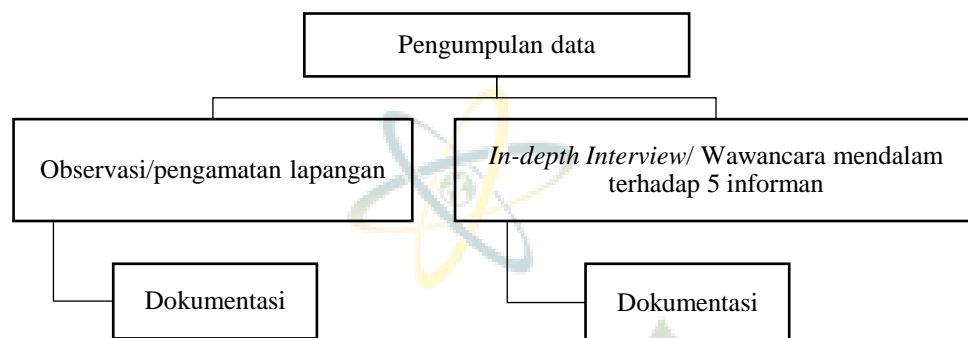 Pengumpulan data
Observasi/pengamatan lapangan
In-depth Interview/ Wawancara mendalam
terhadap 5 informan
Dokumentasi
Dokumentasi